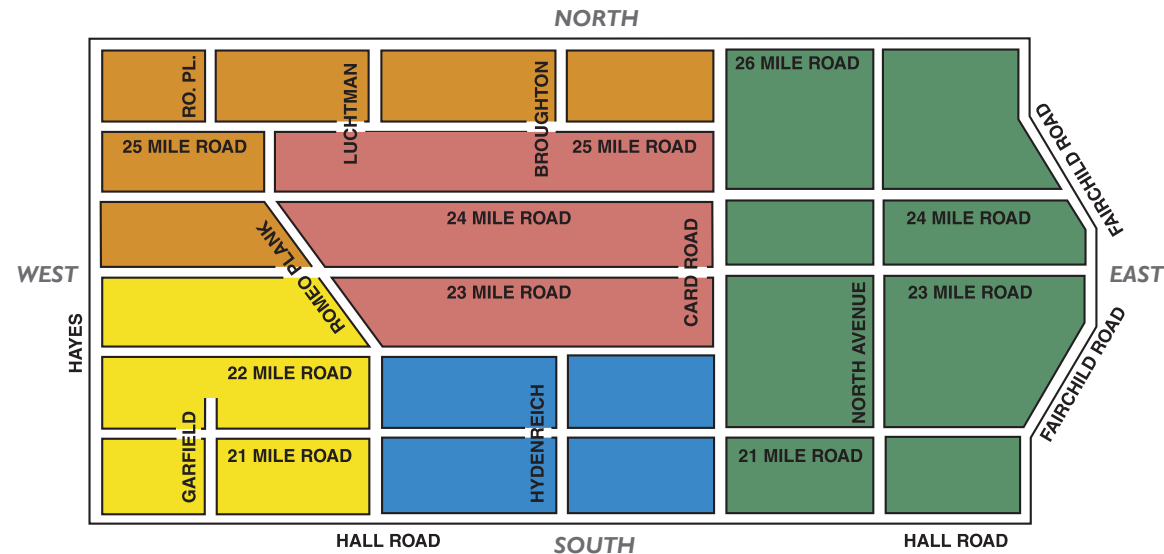 NORTH
26 MILE ROAD
RO. PL.
LUCHTMAN
BROUGHTON
25 MILE ROAD
25 MILE ROAD
FAIRCHILD ROAD
24 MILE ROAD
24 MILE ROAD
ROMEO PLANK
CARD ROAD
WEST
EAST
23 MILE ROAD
23 MILE ROAD
HAYES
NORTH AVENUE
FAIRCHILD ROAD
22 MILE ROAD
GARFIELD
HYDENREICH
21 MILE ROAD
21 MILE ROAD
HALL ROAD
SOUTH
HALL ROAD